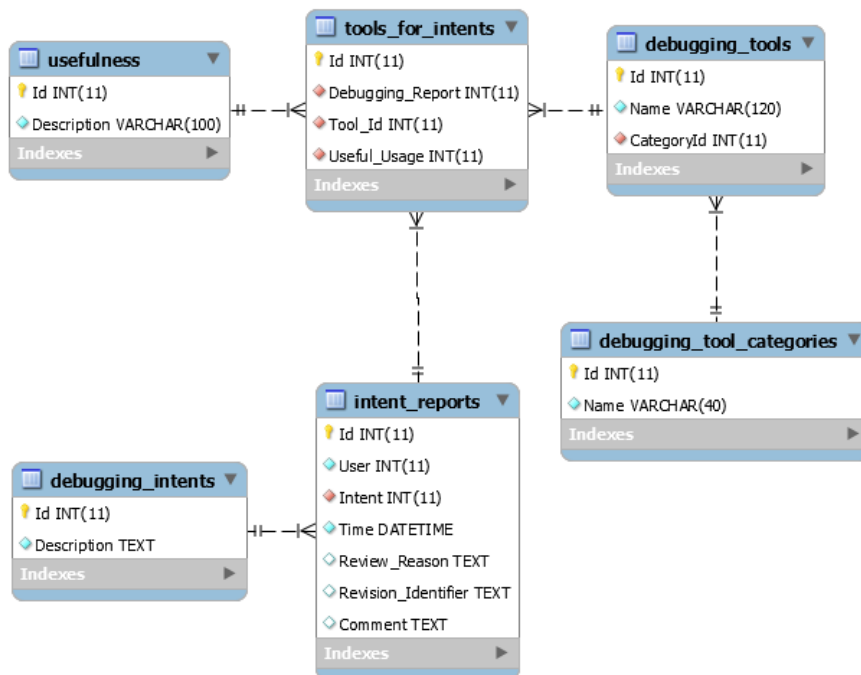 usefulness
Id INT(11)
Description VARCHAR(100)
Indexes
tools_for_intents
Id INT(11)
Debugging_Report INT(11)
Tool_Id INT(11)
Useful_Usage INT(11)
Indexes
debugging_tools
Id INT(11)
Name VARCHAR(120)
CategoryId INT(11)
Indexes
debugging_tool_categories
Id INT(11)
Name VARCHAR(40)
Indexes
intent_reports
Id INT(11)
User INT(11)
Intent INT(11)
Time DATETIME
Review_Reason TEXT
Revision_Identifier TEXT
Comment TEXT
Indexes
debugging_intents
Id INT(11)
Description TEXT
Indexes